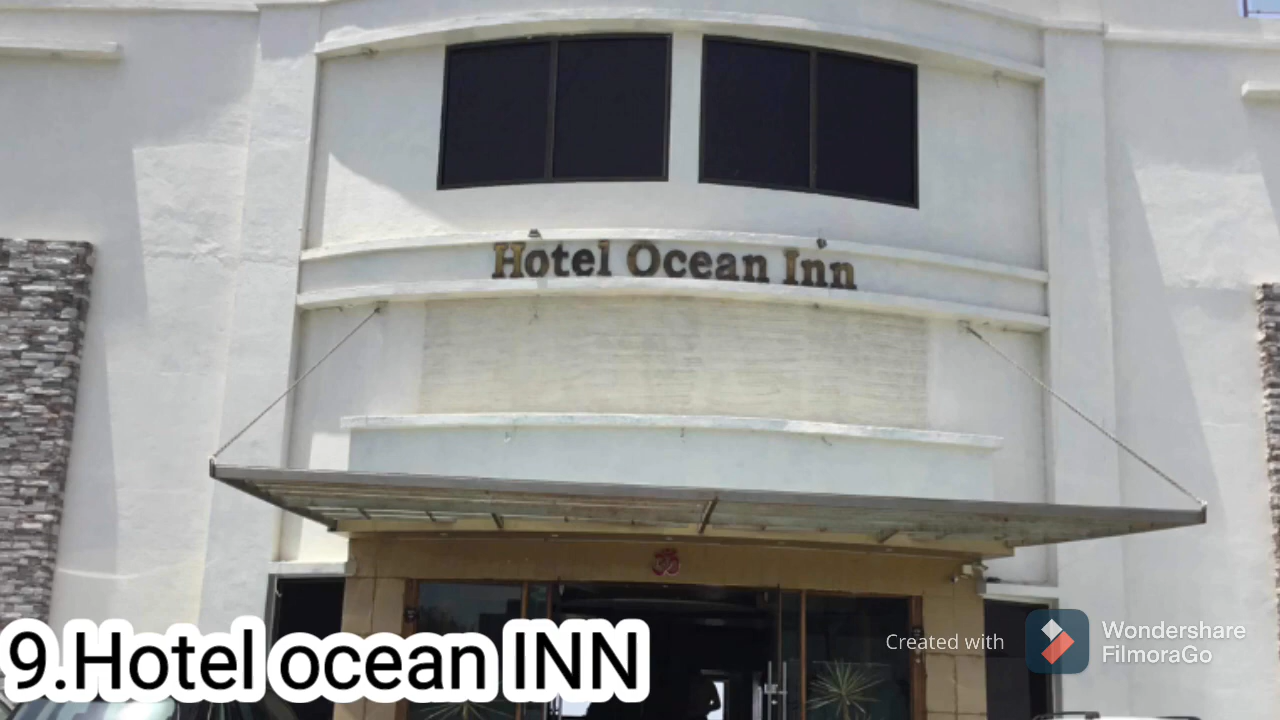 Hotel Ocean Inn
ॐ
9.Hotel ocean INN
Created with
Wondershare
FilmoraGo